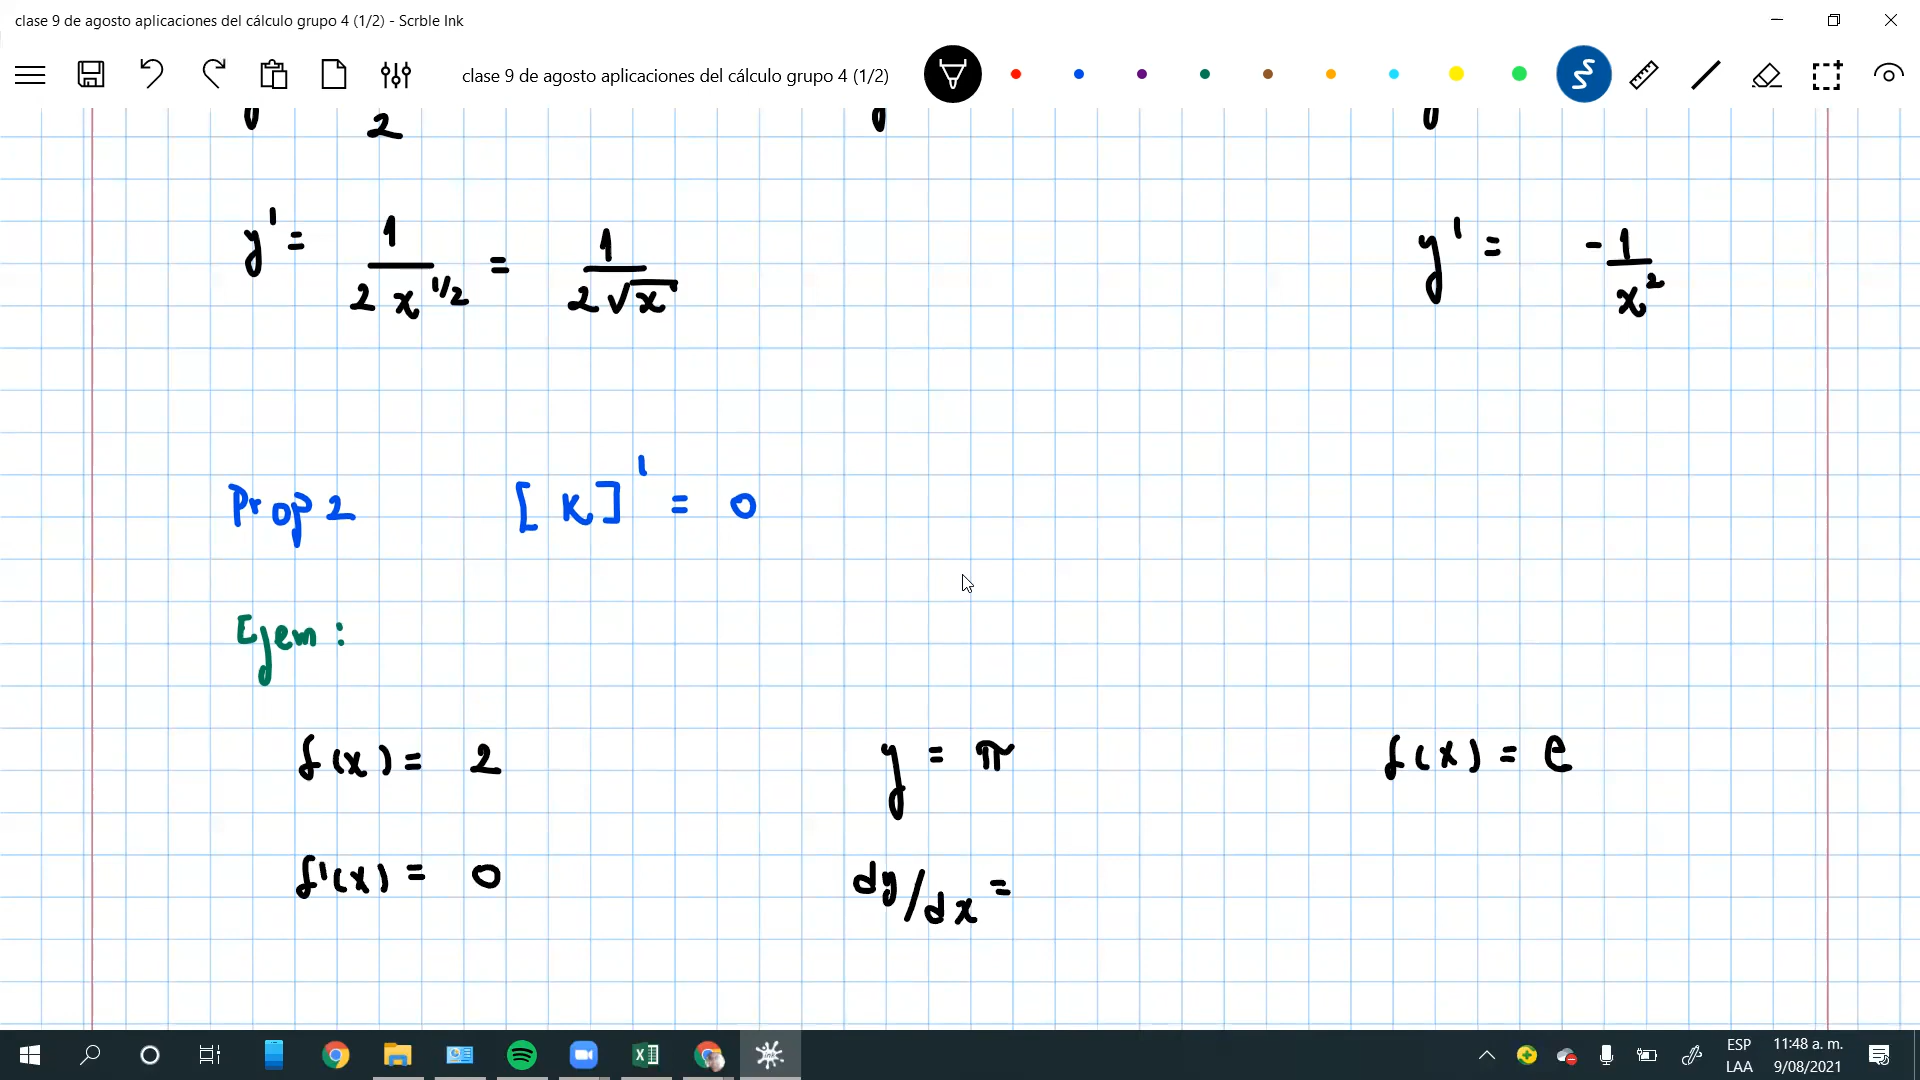 clase 9 de agosto aplicaciones del cálculo grupo 4 (1/2) - Scrble Ink
clase 9 de agosto aplicaciones del cálculo grupo 4 (1/2)
2
y' = 1 / 2 x^1/2 = 1 / 2√x
y' = -1 / x^2
Prop 2 [ K ]' = 0
Ejem :
f(x) = 2
y = π
f(x) = e
f'(x) = 0
dy/dx =
ESP
LAA
11:48 a. m.
9/08/2021